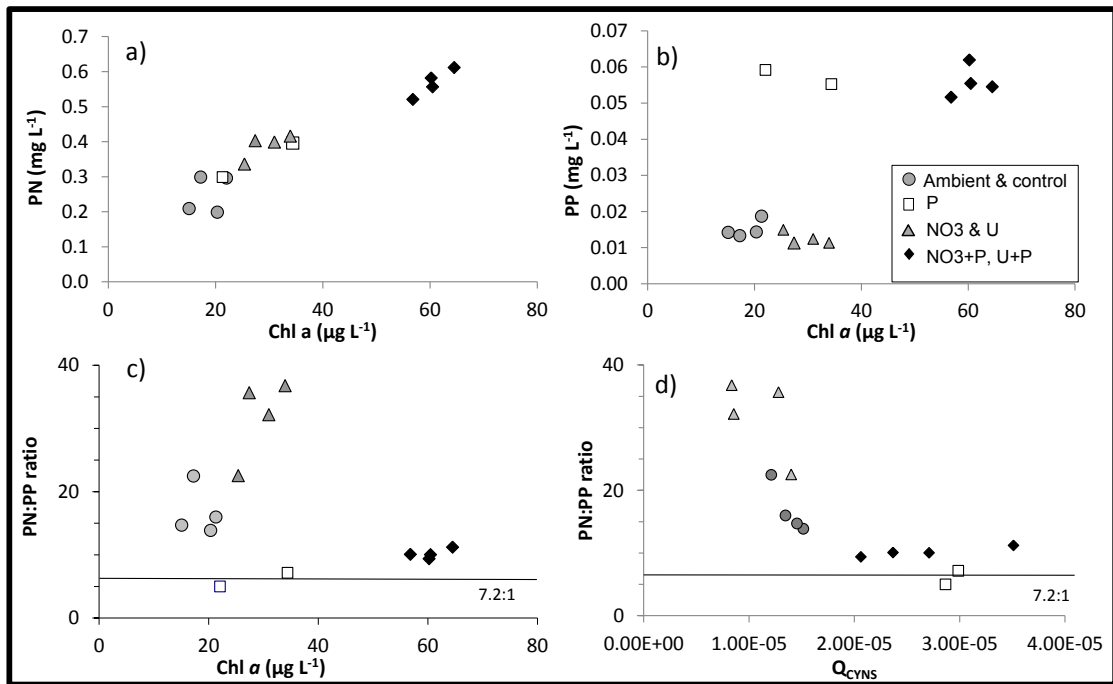 a)
PN (mg L⁻¹)
0.7
0.6
0.5
0.4
0.3
0.2
0.1
0.0
0 20 40 60 80
Chl a (µg L⁻¹)
b)
PP (mg L⁻¹)
0.07
0.06
0.05
0.04
0.03
0.02
0.01
0.00
0 20 40 60 80
Chl a (µg L⁻¹)
Ambient & control
P
NO3 & U
NO3+P, U+P
c)
PN:PP ratio
40
20
0
7.2:1
0 20 40 60 80
Chl a (µg L⁻¹)
d)
PN:PP ratio
40
20
0
7.2:1
0.00E+00 1.00E-05 2.00E-05 3.00E-05 4.00E-05
Q_CYNS